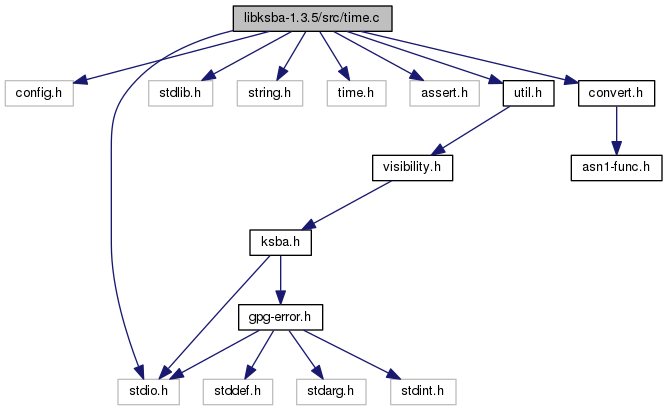 libksba-1.3.5/src/time.c
config.h
stdlib.h
string.h
time.h
assert.h
util.h
convert.h
visibility.h
asn1-func.h
ksba.h
gpg-error.h
stdio.h
stddef.h
stdarg.h
stdint.h